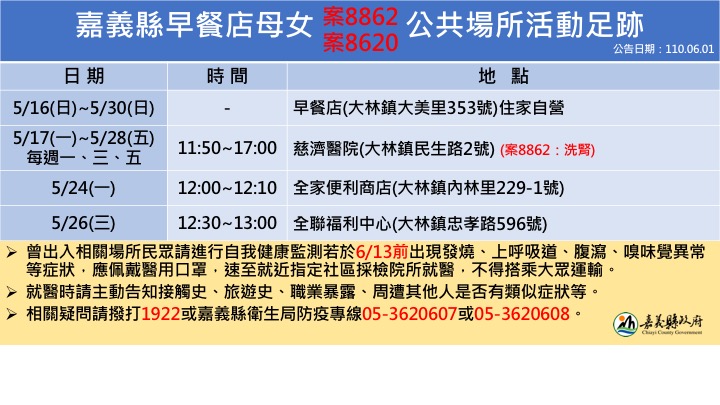 嘉義縣早餐店母女 案8862 公共場所活動足跡
案8620
公告日期：110.06.01
日期 時間 地 點
5/16(日)~5/30(日) - 早餐店(大林鎮大美里353號)住家自營
5/17(一)~5/28(五)
每週一、三、五 11:50~17:00 慈濟醫院(大林鎮民生路2號) (案8862：洗腎)
5/24(一) 12:00~12:10 全家便利商店(大林鎮內林里229-1號)
5/26(三) 12:30~13:00 全聯福利中心(大林鎮忠孝路596號)
➢ 曾出入相關場所民眾請進行自我健康監測若於6/13前出現發燒、上呼吸道、腹瀉、嗅味覺異常
等症狀，應佩戴醫用口罩，速至就近指定社區採檢院所就醫，不得搭乘大眾運輸。
➢ 就醫時請主動告知接觸史、旅遊史、職業暴露、周遭其他人是否有類似症狀等。
➢ 相關疑問請撥打1922或嘉義縣衛生局防疫專線05-3620607或05-3620608。
嘉義縣政府
Chiayi County Government